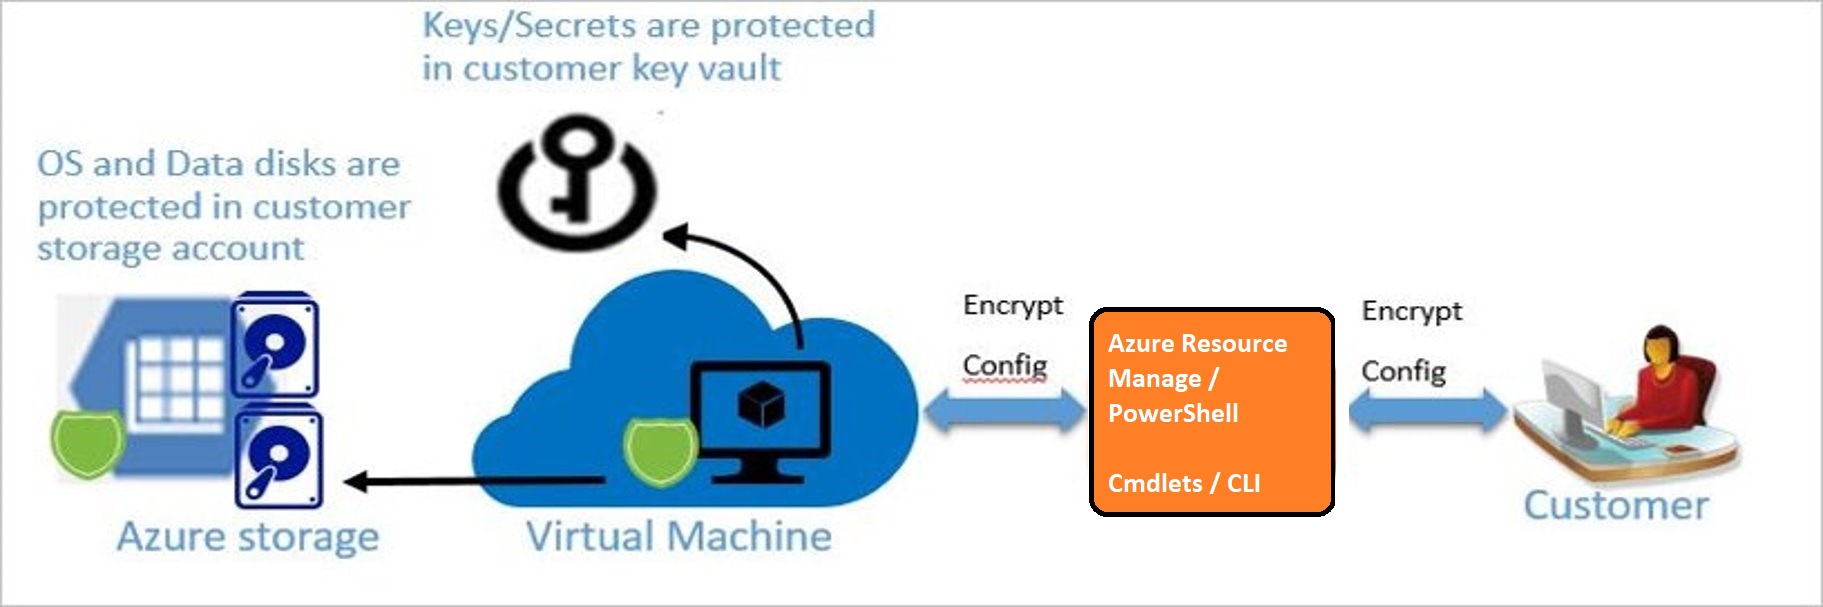 Keys/Secrets are protected
in customer key vault
OS and Data disks are
protected in customer
storage account
Azure storage
Virtual Machine
Encrypt
Config
Azure Resource
Manage /
PowerShell
Cmdlets / CLI
Encrypt
Config
Customer